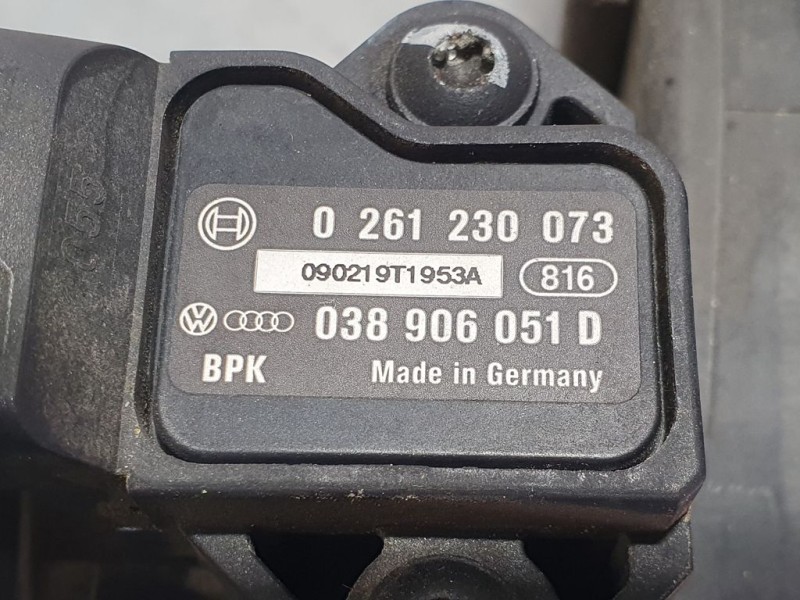 0 261 230 073
090219T1953A 816
038 906 051 D
BPK Made in Germany